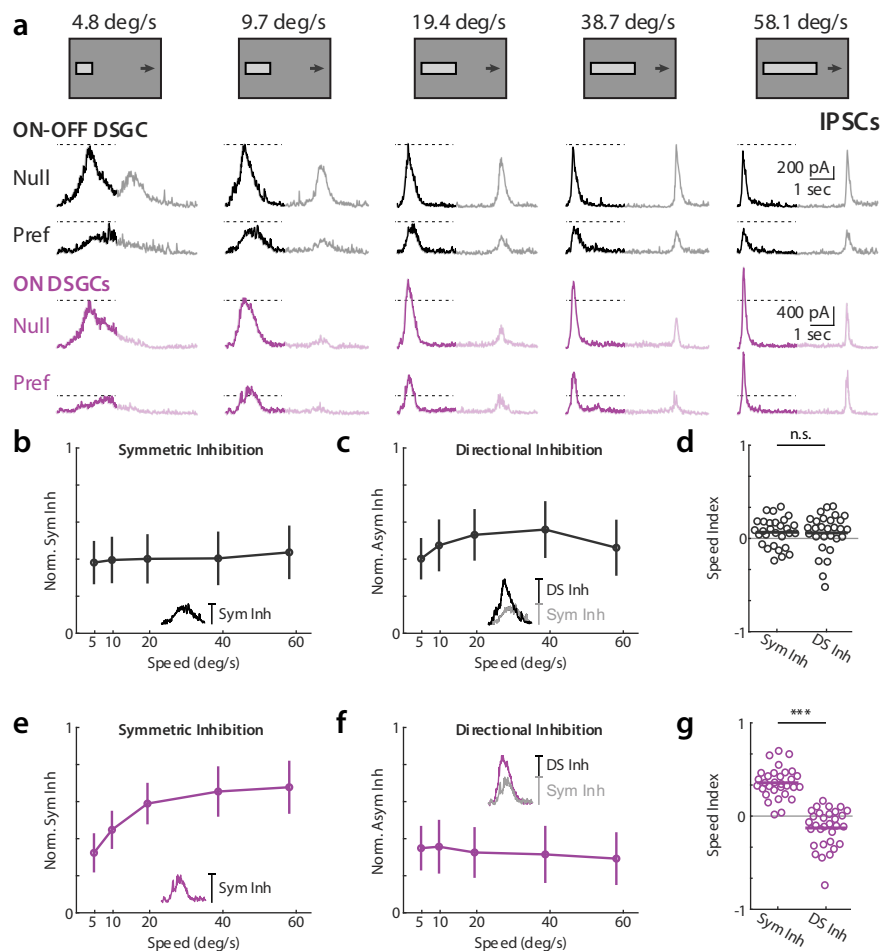 a
4.8 deg/s 9.7 deg/s 19.4 deg/s 38.7 deg/s 58.1 deg/s
ON-OFF DSGC IPSCs
Null 200 pA
1 sec
Pref
ON DSGCs
Null 400 pA
1 sec
Pref
b Symmetric Inhibition
Norm. Sym Inh
1
0
Sym Inh
5 10 20 40 60
Speed (deg/s)
c Directional Inhibition
Norm. Asym Inh
1
0
DS Inh
Sym Inh
5 10 20 40 60
Speed (deg/s)
d n.s.
Speed Index
1
0
-1
Sym Inh DS Inh
e Symmetric Inhibition
Norm. Sym Inh
1
0
Sym Inh
5 10 20 40 60
Speed (deg/s)
f Directional Inhibition
Norm. Asym Inh
1
0
DS Inh
Sym Inh
5 10 20 40 60
Speed (deg/s)
g ***
Speed Index
1
0
-1
Sym Inh DS Inh